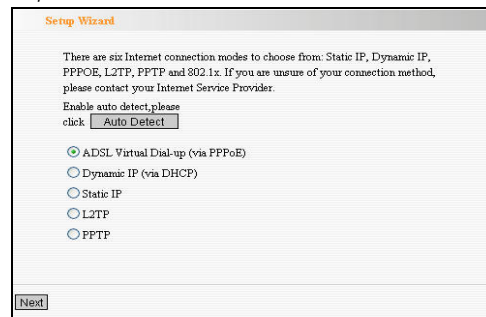 Setup Wizard
There are six Internet connection modes to choose from: Static IP, Dynamic IP,
PPPOE, L2TP, PPTP and 802.1x. If you are unsure of your connection method,
please contact your Internet Service Provider.
Enable auto detect,please
click Auto Detect
ADSL Virtual Dial-up (via PPPoE)
Dynamic IP (via DHCP)
Static IP
L2TP
PPTP
Next